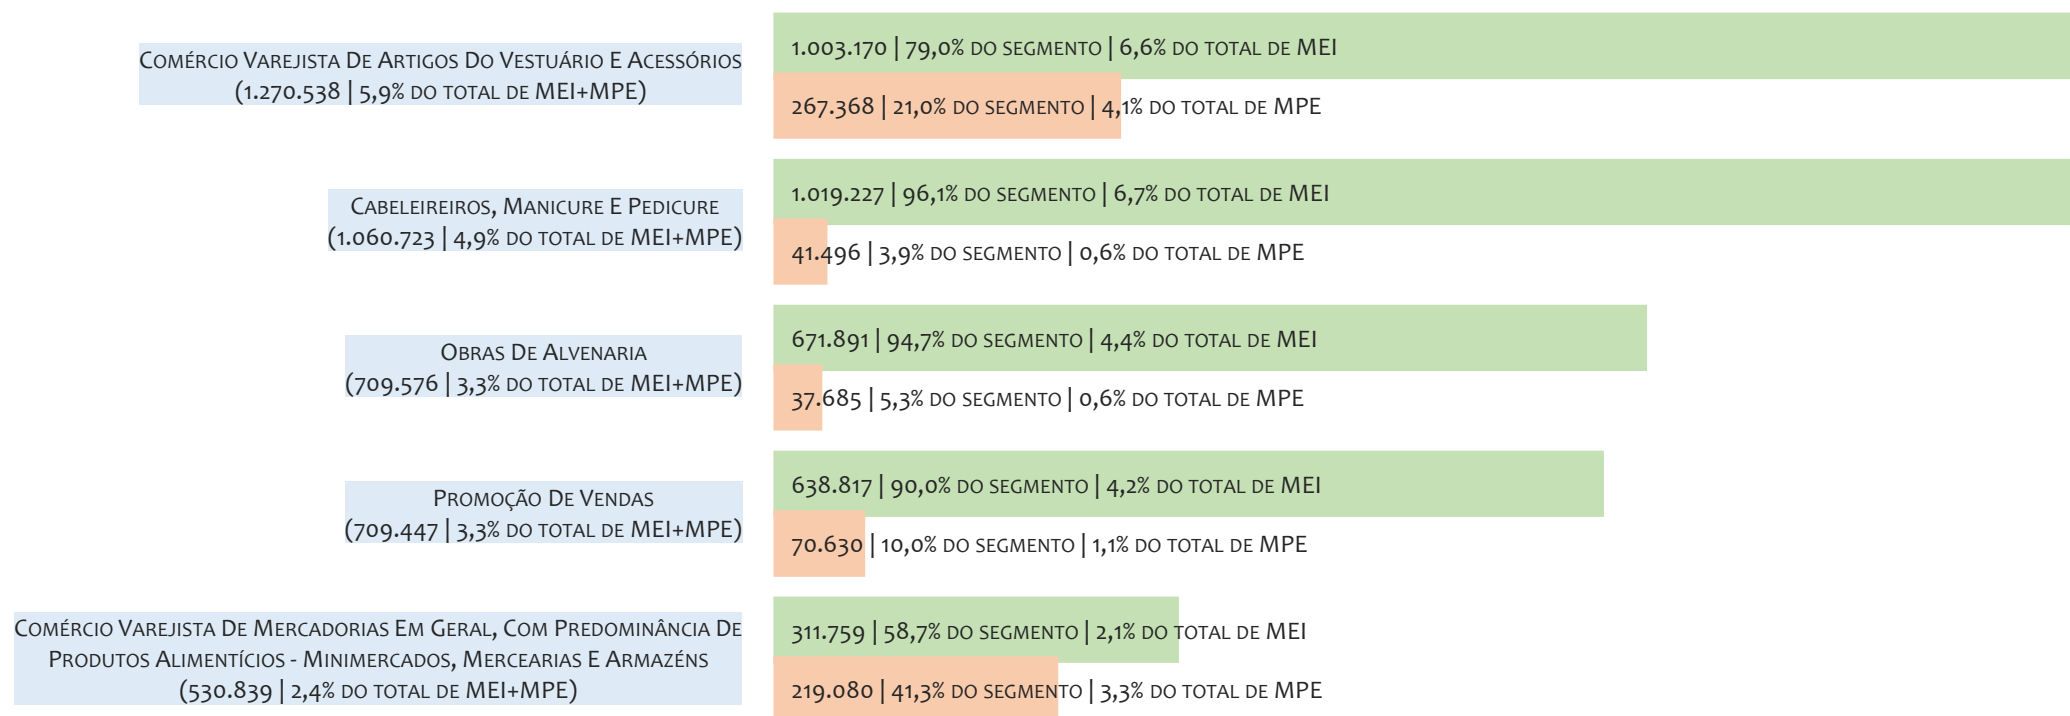 Comércio Varejista De Artigos Do Vestuário E Acessórios
(1.270.538 | 5,9% do total de MEI+MPE)
1.003.170 | 79,0% do segmento | 6,6% do total de MEI
267.368 | 21,0% do segmento | 4,1% do total de MPE
Cabeleireiros, Manicure E Pedicure
(1.060.723 | 4,9% do total de MEI+MPE)
1.019.227 | 96,1% do segmento | 6,7% do total de MEI
41.496 | 3,9% do segmento | 0,6% do total de MPE
Obras De Alvenaria
(709.576 | 3,3% do total de MEI+MPE)
671.891 | 94,7% do segmento | 4,4% do total de MEI
37.685 | 5,3% do segmento | 0,6% do total de MPE
Promoção De Vendas
(709.447 | 3,3% do total de MEI+MPE)
638.817 | 90,0% do segmento | 4,2% do total de MEI
70.630 | 10,0% do segmento | 1,1% do total de MPE
Comércio Varejista De Mercadorias Em Geral, Com Predominância De
Produtos Alimentícios - Minimercados, Mercearias E Armazéns
(530.839 | 2,4% do total de MEI+MPE)
311.759 | 58,7% do segmento | 2,1% do total de MEI
219.080 | 41,3% do segmento | 3,3% do total de MPE